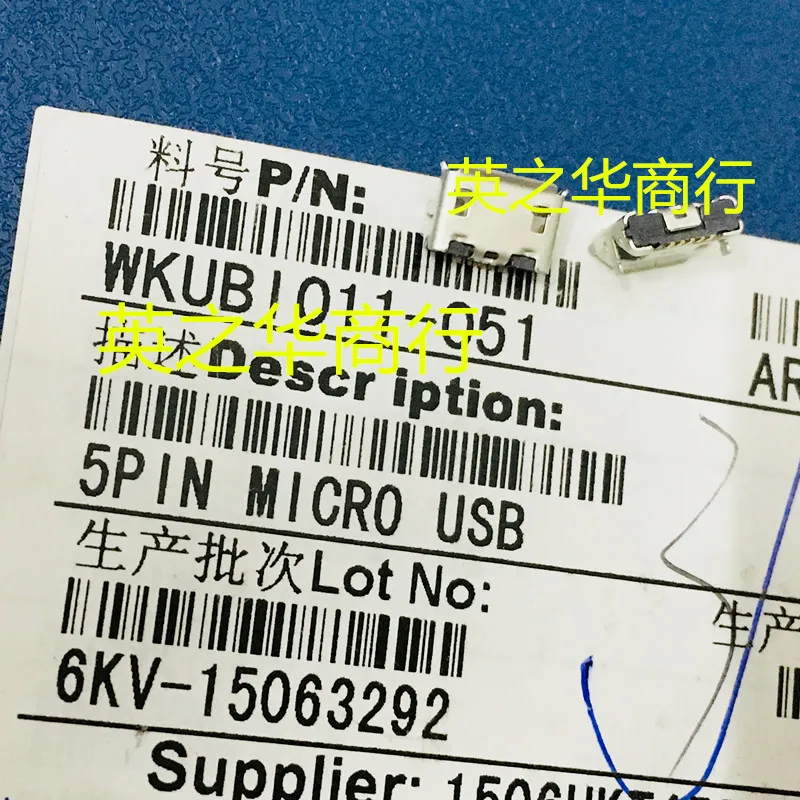 料号P/N:
英之华商行
WKUBI011-051
AR
英之华商行
描述Description:
5PIN MICRO USB
生产批次Lot No:
生产
6KV-15063292
Supplier: